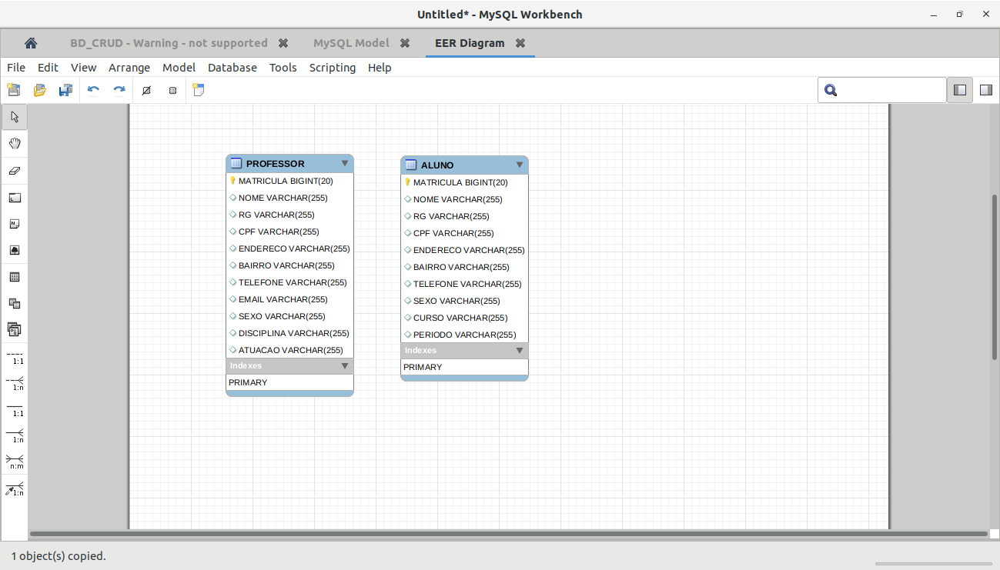 Untitled* - MySQL Workbench
BD_CRUD - Warning - not supported
MySQL Model
EER Diagram
File Edit View Arrange Model Database Tools Scripting Help
PROFESSOR
MATRICULA BIGINT(20)
NOME VARCHAR(255)
RG VARCHAR(255)
CPF VARCHAR(255)
ENDERECO VARCHAR(255)
BAIRRO VARCHAR(255)
TELEFONE VARCHAR(255)
EMAIL VARCHAR(255)
SEXO VARCHAR(255)
DISCIPLINA VARCHAR(255)
ATUACAO VARCHAR(255)
Indexes
PRIMARY
ALUNO
MATRICULA BIGINT(20)
NOME VARCHAR(255)
RG VARCHAR(255)
CPF VARCHAR(255)
ENDERECO VARCHAR(255)
BAIRRO VARCHAR(255)
TELEFONE VARCHAR(255)
SEXO VARCHAR(255)
CURSO VARCHAR(255)
PERIODO VARCHAR(255)
Indexes
PRIMARY
1:1
1:n
1:1
1:n
n:m
1:n
1 object(s) copied.